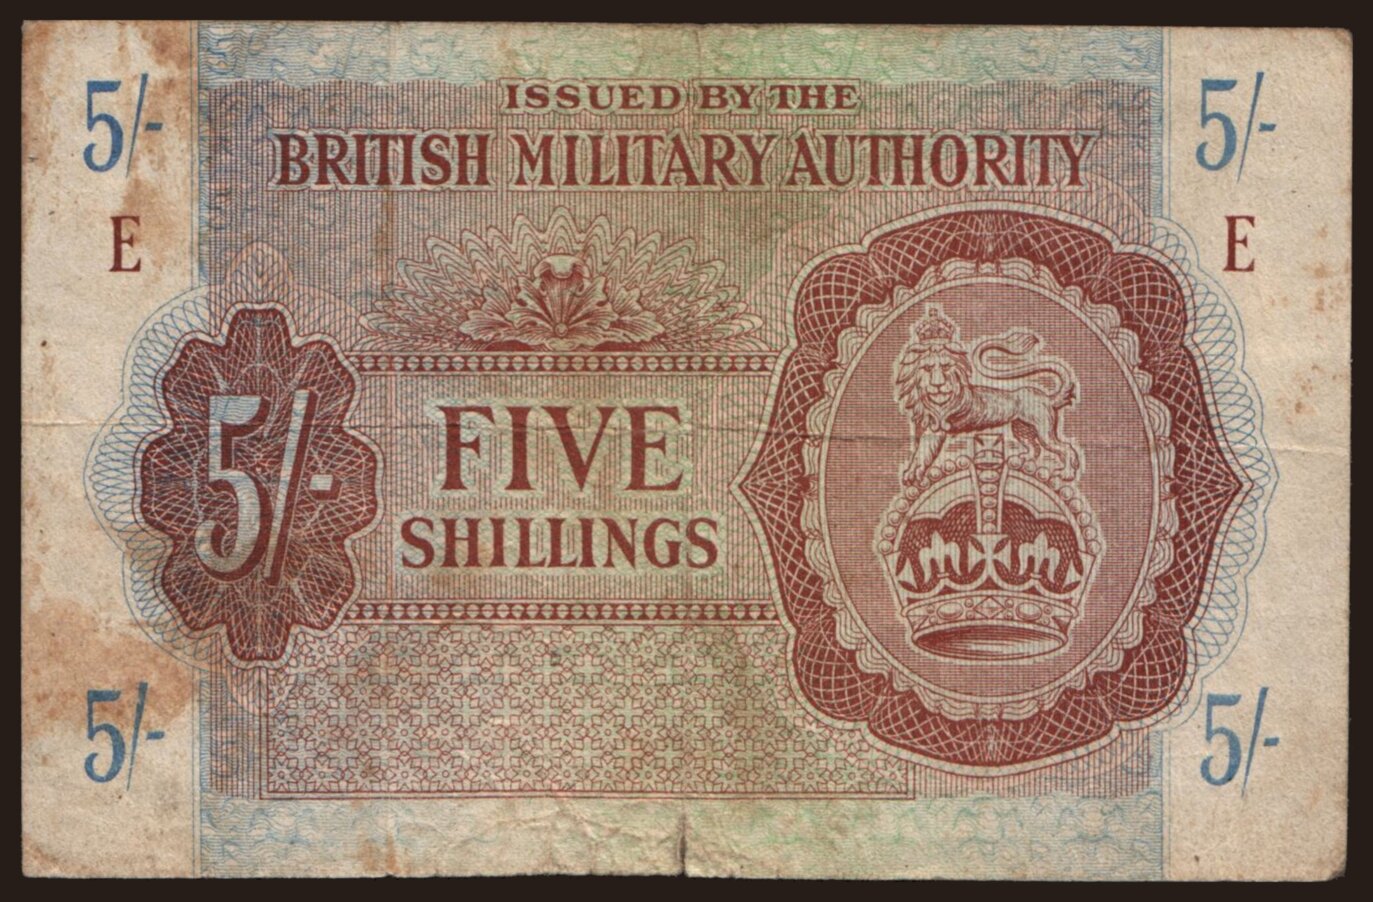 ISSUED BY THE
BRITISH MILITARY AUTHORITY
5/- 5/-
E E
5/-
FIVE
SHILLINGS
5/- 5/-